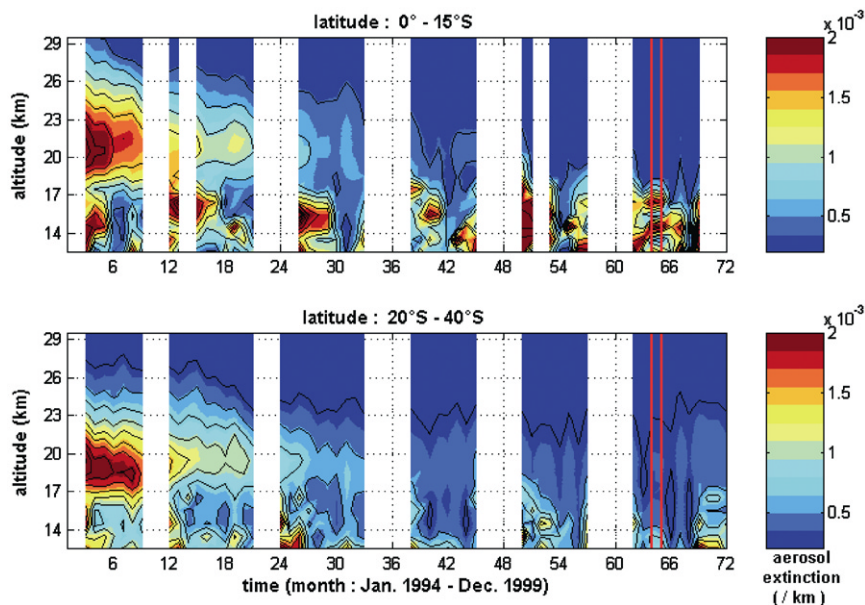 latitude : 0° - 15°S
x 10⁻³
altitude (km)
29
26
23
20
17
14
6 12 18 24 30 36 42 48 54 60 66 72
2
1.5
1
0.5
latitude : 20°S - 40°S
x 10⁻³
altitude (km)
29
26
23
20
17
14
6 12 18 24 30 36 42 48 54 60 66 72
time (month : Jan. 1994 - Dec. 1999)
2
1.5
1
0.5
aerosol
extinction
( / km )